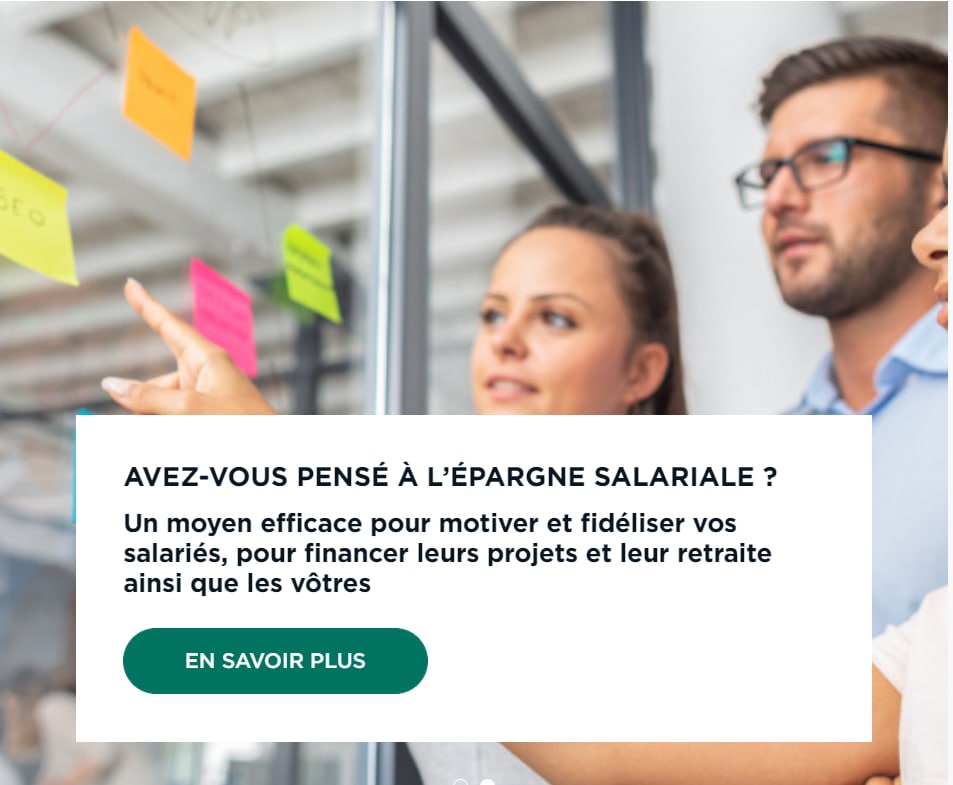 SEO
AVEZ-VOUS PENSÉ À L’ÉPARGNE SALARIALE ?
Un moyen efficace pour motiver et fidéliser vos
salariés, pour financer leurs projets et leur retraite
ainsi que les vôtres
EN SAVOIR PLUS